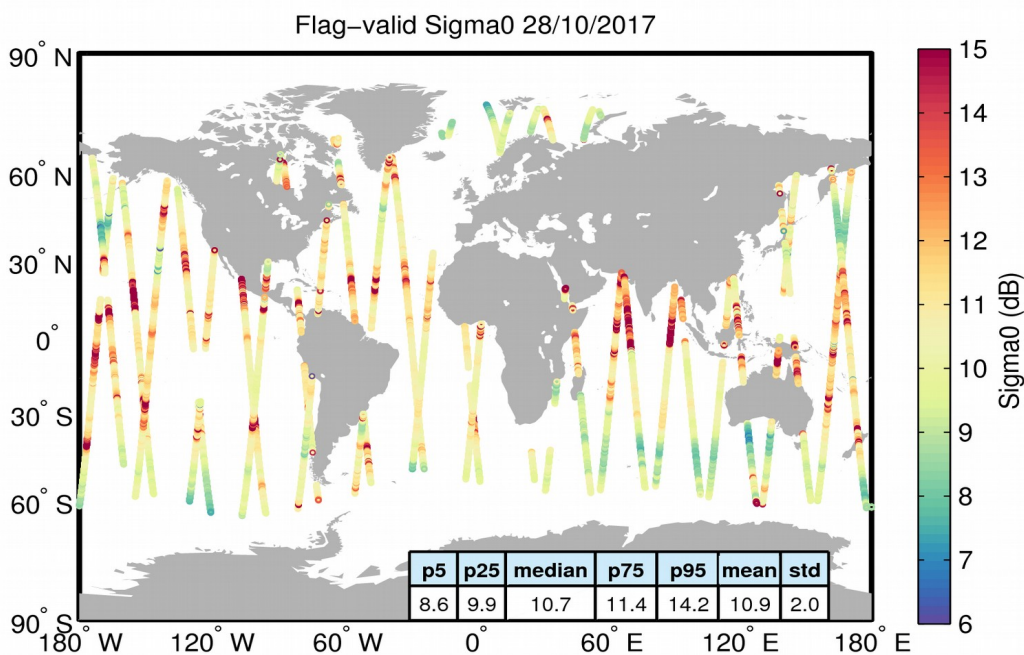 Flag−valid Sigma0 28/10/2017
90° N
60° N
30° N
0°
30° S
60° S
90° S
180° W
120° W
60° W
0°
60° E
120° E
180° E
p5 p25 median p75 p95 mean std
8.6 9.9 10.7 11.4 14.2 10.9 2.0
15
14
13
12
11
10
9
8
7
6
Sigma0 (dB)